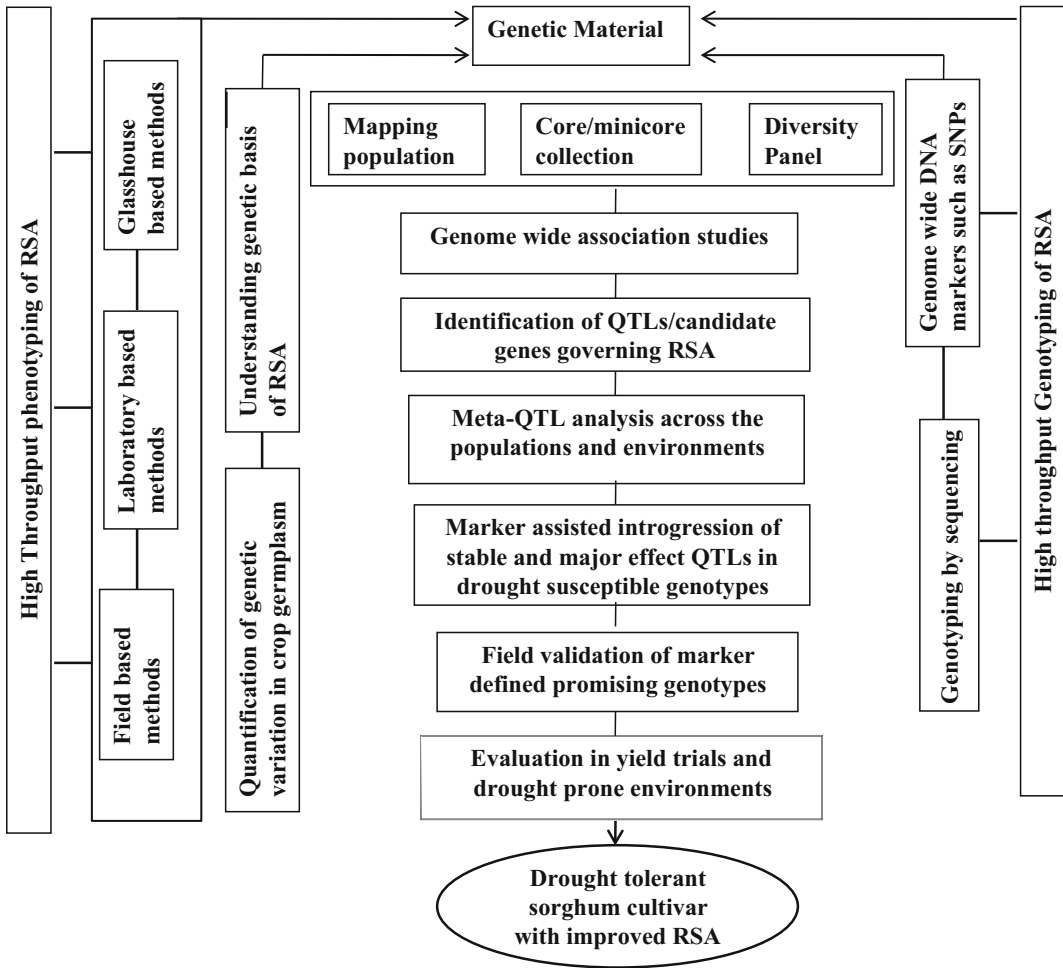 Genetic Material
High Throughput phenotyping of RSA
Glasshouse
based methods
Laboratory based
methods
Field based
methods
Understanding genetic basis
of RSA
Quantification of genetic
variation in crop germplasm
Mapping
population
Core/minicore
collection
Diversity
Panel
Genome wide association studies
Identification of QTLs/candidate
genes governing RSA
Meta-QTL analysis across the
populations and environments
Marker assisted introgression of
stable and major effect QTLs in
drought susceptible genotypes
Field validation of marker
defined promising genotypes
Evaluation in yield trials and
drought prone environments
Drought tolerant
sorghum cultivar
with improved RSA
Genome wide DNA
markers such as SNPs
Genotyping by sequencing
High throughput Genotyping of RSA